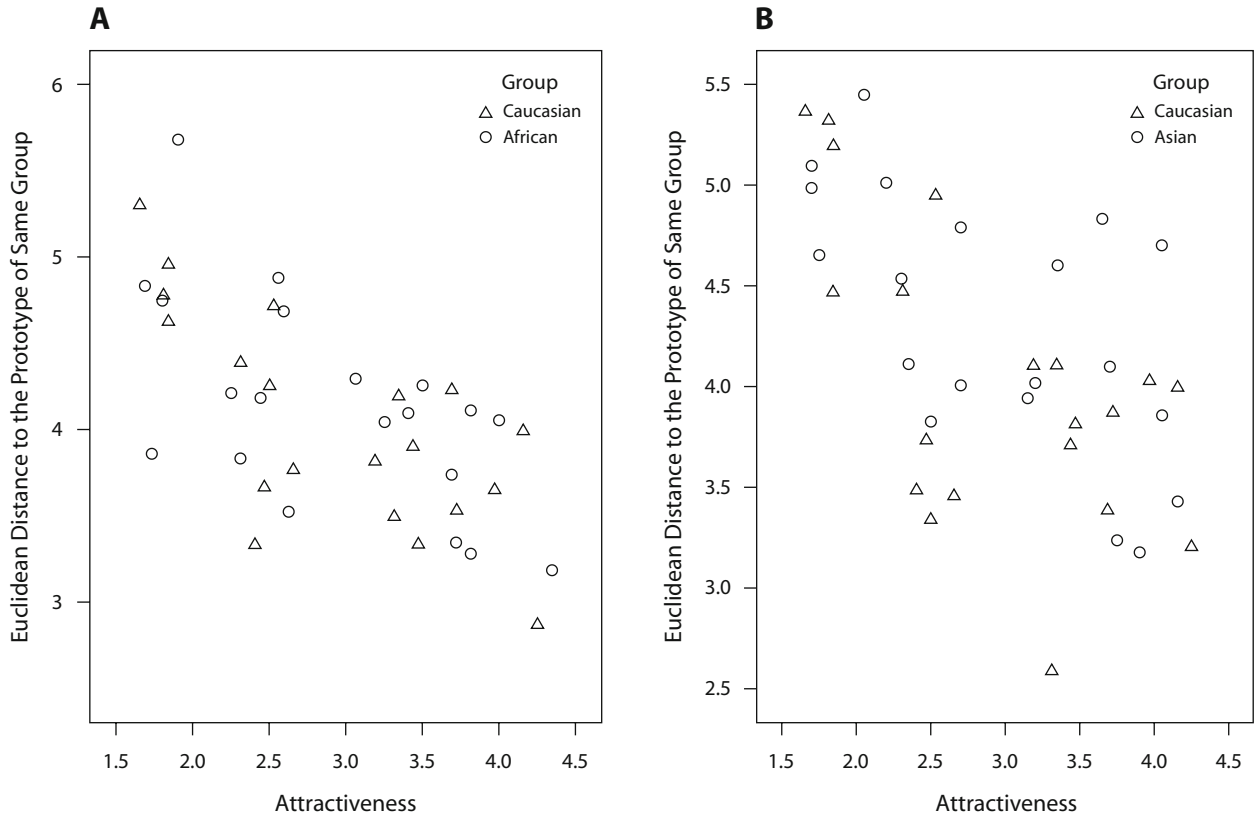 A
Euclidean Distance to the Prototype of Same Group
6
5
4
3
Group
Caucasian
African
1.5 2.0 2.5 3.0 3.5 4.0 4.5
Attractiveness
B
Euclidean Distance to the Prototype of Same Group
5.5
5.0
4.5
4.0
3.5
3.0
2.5
Group
Caucasian
Asian
1.5 2.0 2.5 3.0 3.5 4.0 4.5
Attractiveness